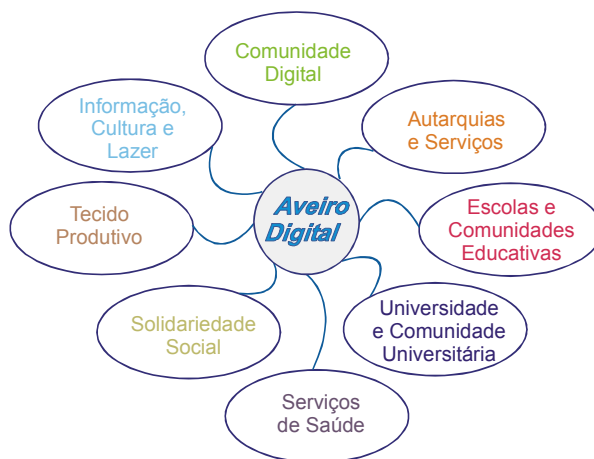 Comunidade
Digital
Informação,
Cultura e
Lazer
Autarquias
e Serviços
Aveiro
Digital
Tecido
Produtivo
Escolas e
Comunidades
Educativas
Solidariedade
Social
Universidade
e Comunidade
Universitária
Serviços
de Saúde